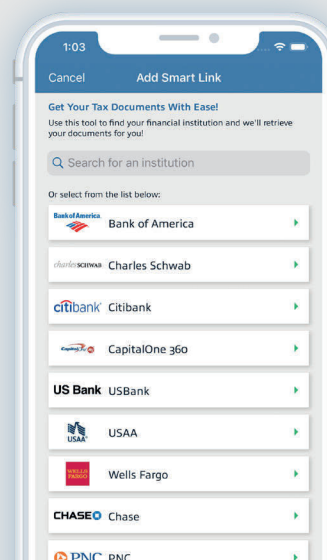 1:03
Cancel Add Smart Link
Get Your Tax Documents With Ease!
Use this tool to find your financial institution and we'll retrieve
your documents for you!
Search for an institution
Or select from the list below:
Bank of America Bank of America
charles SCHWAB Charles Schwab
citibank Citibank
Capital One 360 CapitalOne 360
US Bank USBank
USAA USAA
WELLS FARGO Wells Fargo
CHASE Chase
PNC PNC